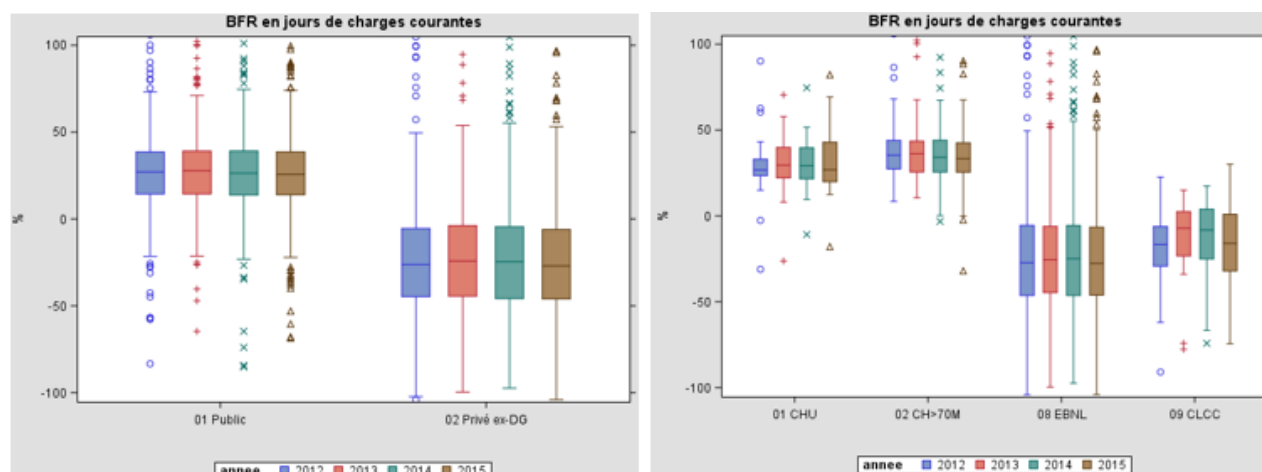 BFR en jours de charges courantes
100
50
0
-50
-100
%
01 Public
02 Privé ex-DG
annee
2012
2013
2014
2015
BFR en jours de charges courantes
100
50
0
-50
-100
%
01 CHU
02 CH>70M
08 EBNL
09 CLCC
annee
2012
2013
2014
2015